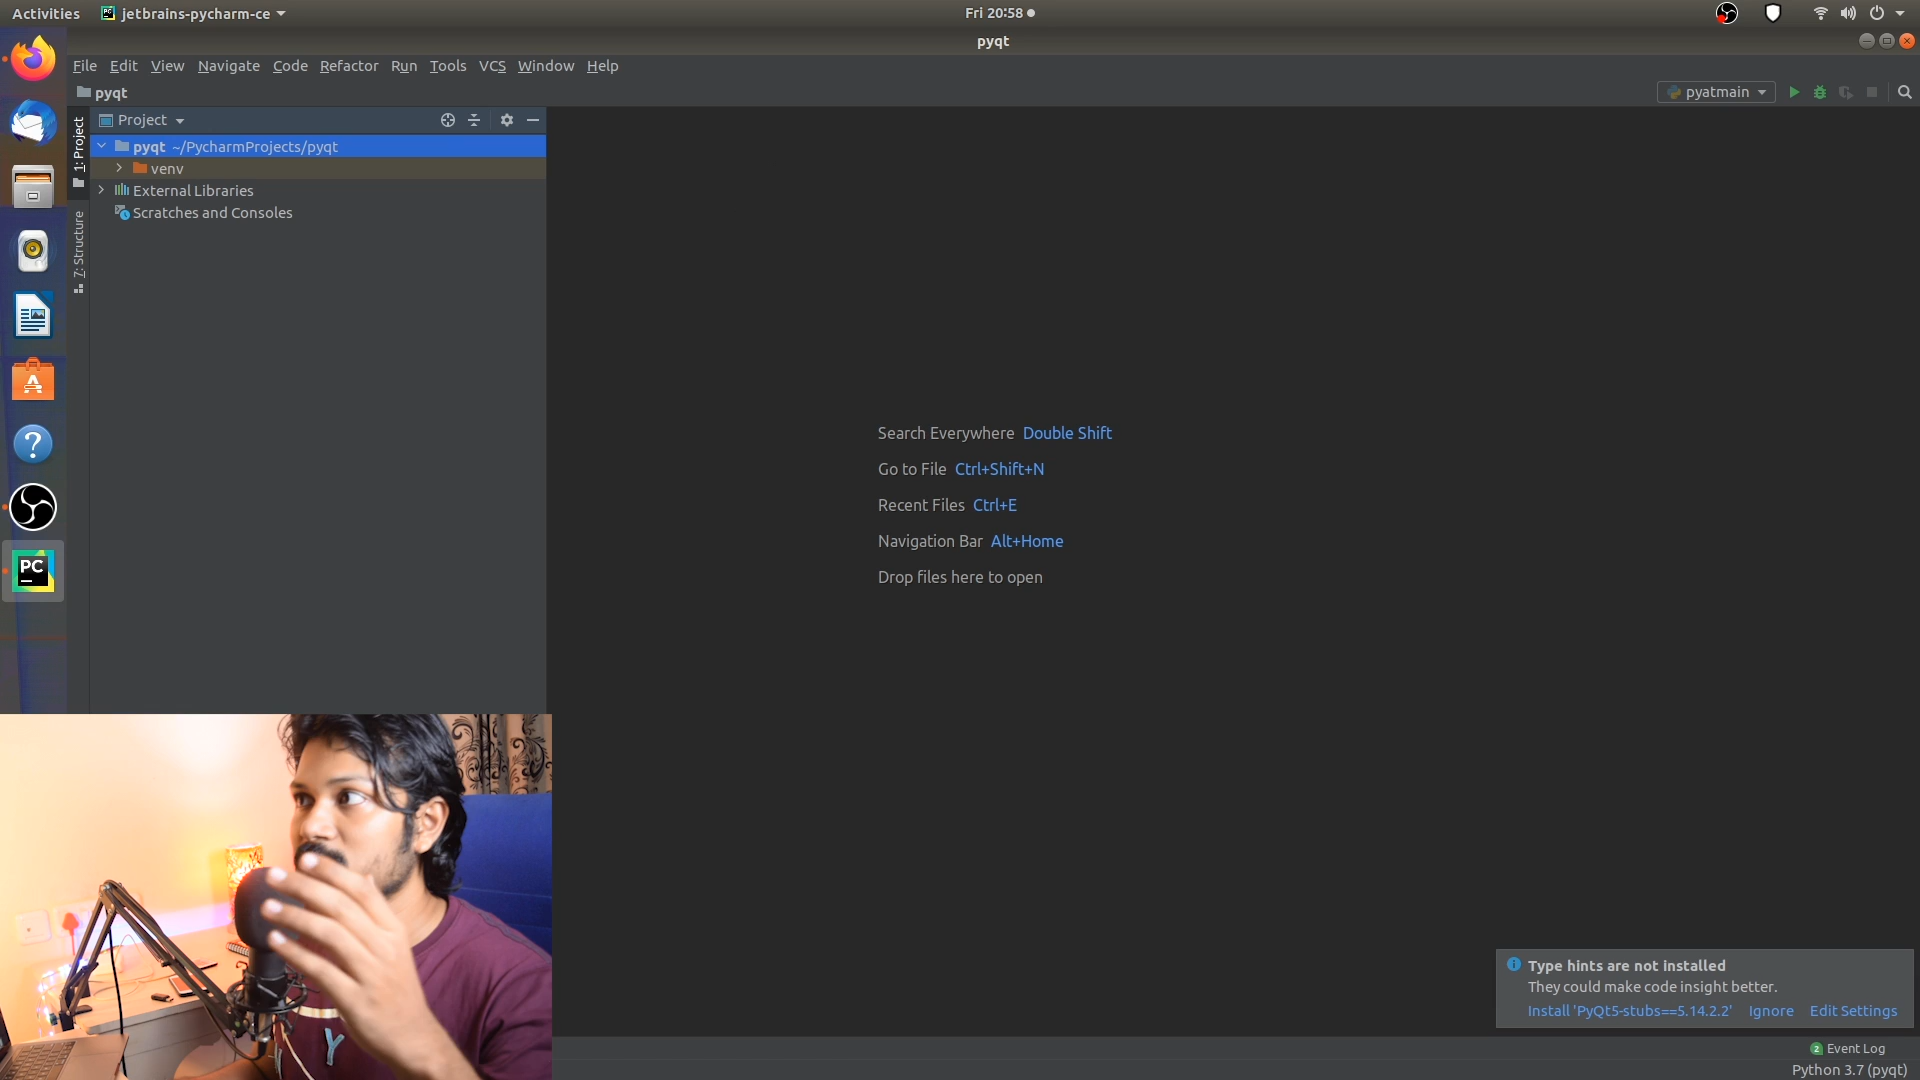 Activities
jetbrains-pycharm-ce
Fri 20:58
pyqt
File Edit View Navigate Code Refactor Run Tools VCS Window Help
pyqt
pyatmain
1: Project
Project
pyqt ~/PycharmProjects/pyqt
venv
External Libraries
Scratches and Consoles
7: Structure
Search Everywhere Double Shift
Go to File Ctrl+Shift+N
Recent Files Ctrl+E
Navigation Bar Alt+Home
Drop files here to open
PC
Type hints are not installed
They could make code insight better.
Install 'PyQt5-stubs==5.14.2.2' Ignore Edit Settings
2 Event Log
Python 3.7 (pyqt)
Y